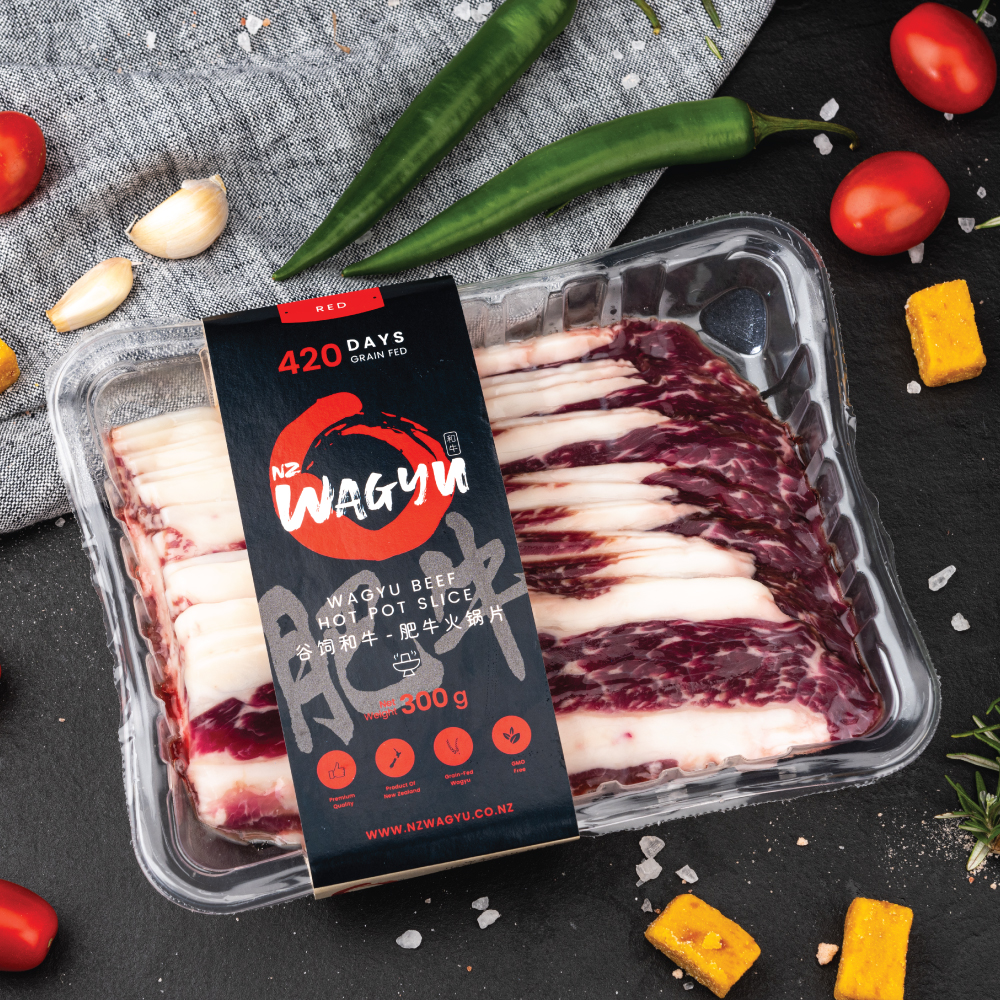 RED
420 DAYS
GRAIN FED
和牛
NZ
WAGYU
肥牛
WAGYU BEEF
HOT POT SLICE
谷饲和牛 - 肥牛火锅片
Weight 300 g
Premium
Quality
Product Of
New Zealand
Grain-Fed
Wagyu
GMO
Free
WWW.NZWAGYU.CO.NZ